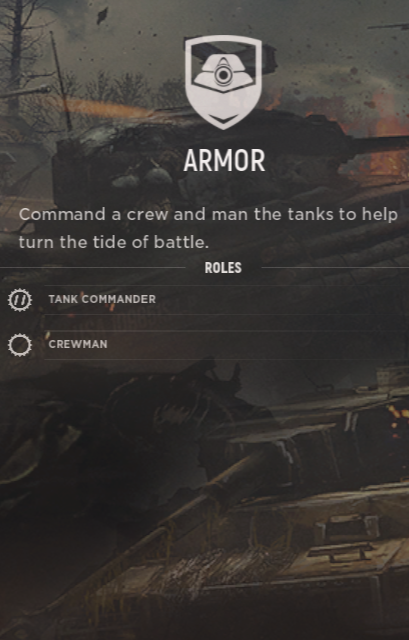 ARMOR
Command a crew and man the tanks to help
turn the tide of battle.
ROLES
TANK COMMANDER
CREWMAN